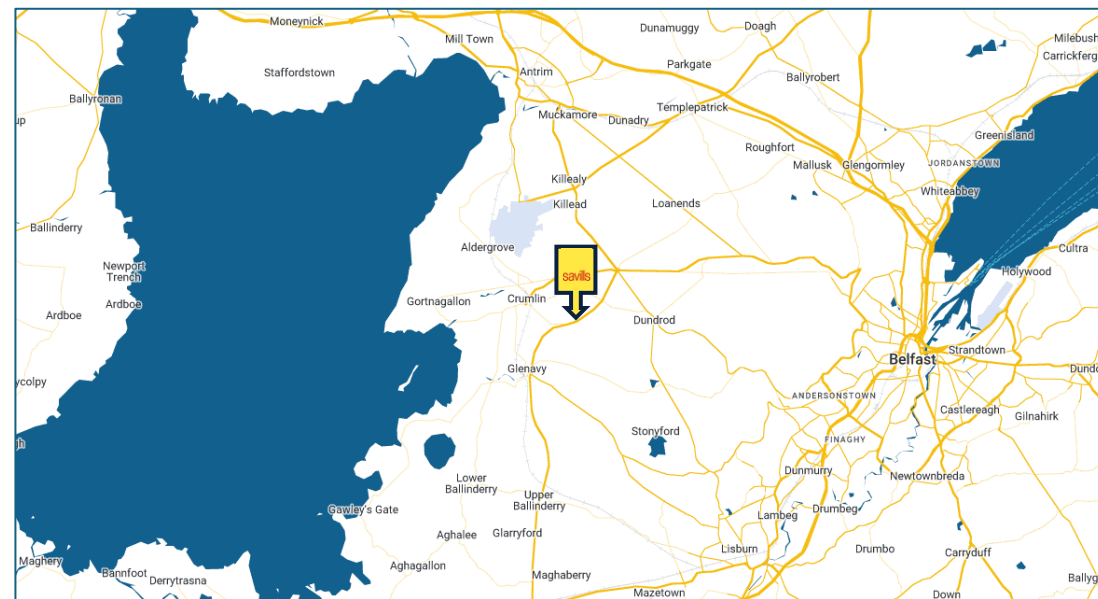 Moneynick
Dunamuggy
Doagh
Mill Town
Milebush
Carrickferg
Parkgate
Staffordstown
Antrim
Ballyrobert
Ballyronan
Templepatrick
Muckamore
Dunadry
up
Greenisland
Roughfort
Mallusk
Glengormley
JORDANSTOWN
Killealy
Whiteabbey
Killead
Loanends
Ballinderry
Aldergrove
Cultra
Newport
Trench
Holywood
savills
Ardboe
Gortnagallon
Crumlin
Ardboe
Dundrod
Strandtown
Belfast
Glenavy
Dundo
ycolpy
ANDERSONSTOWN
Castlereagh
Gilnahirk
Stonyford
FINAGHY
gh
Dunmurry
Newtownbreda
Lower
Ballinderry
Upper
Ballinderry
Gawley's Gate
Lambeg
Drumbeg
Aghalee
Glarryford
Lisburn
Drumbo
Carryduff
Maghery
Aghagallon
Bannfoot
Derrytrasna
Maghaberry
Ballyg
Mazetown
Down